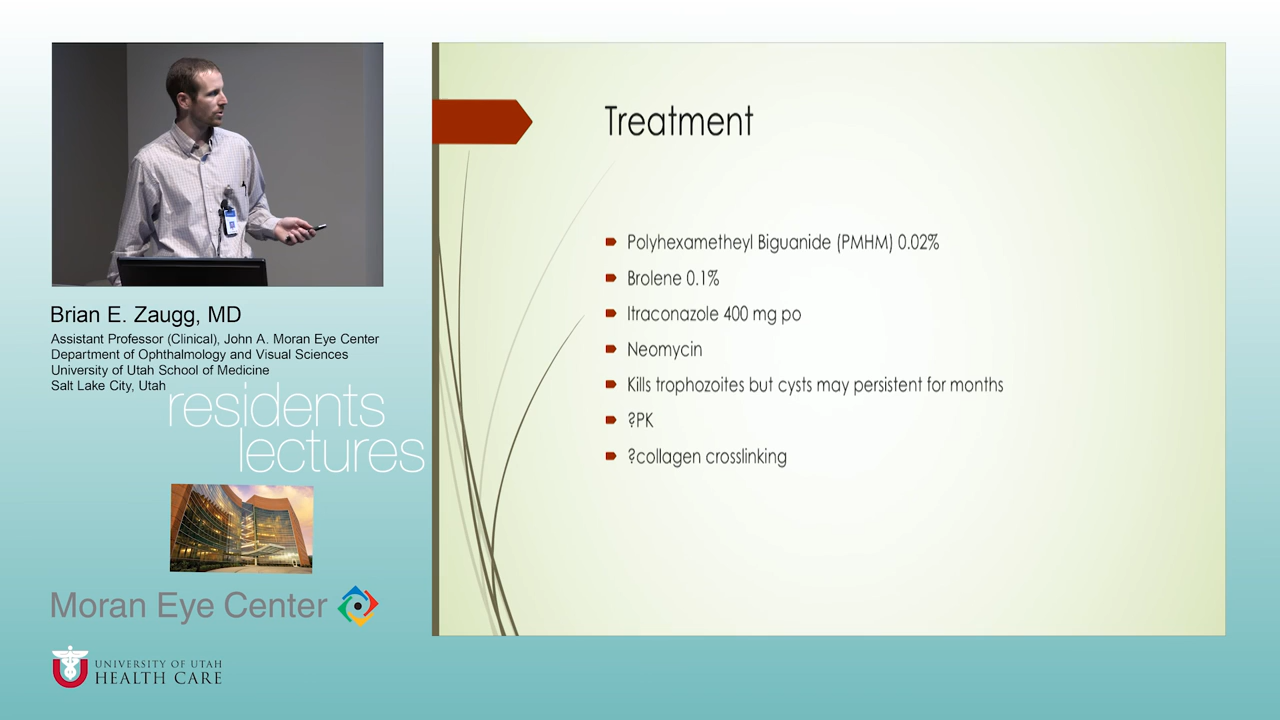 Treatment
Polyhexametheyl Biguanide (PMHM) 0.02%
Brolene 0.1%
Itraconazole 400 mg po
Neomycin
Kills trophozoites but cysts may persistent for months
?PK
?collagen crosslinking
Brian E. Zaugg, MD
Assistant Professor (Clinical), John A. Moran Eye Center
Department of Ophthalmology and Visual Sciences
University of Utah School of Medicine
Salt Lake City, Utah
residents
lectures
Moran Eye Center
UNIVERSITY OF UTAH
HEALTH CARE